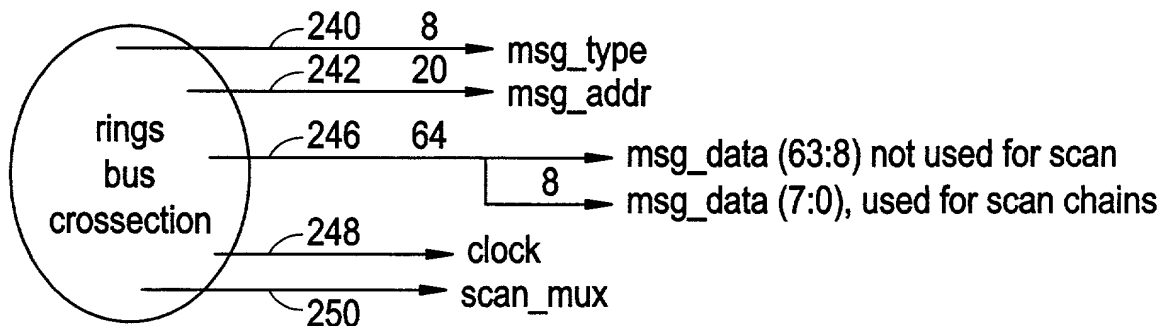 240 8 msg_type
242 20 msg_addr
rings
bus
crossection
246 64 msg_data (63:8) not used for scan
8 msg_data (7:0), used for scan chains
248 clock
250 scan_mux